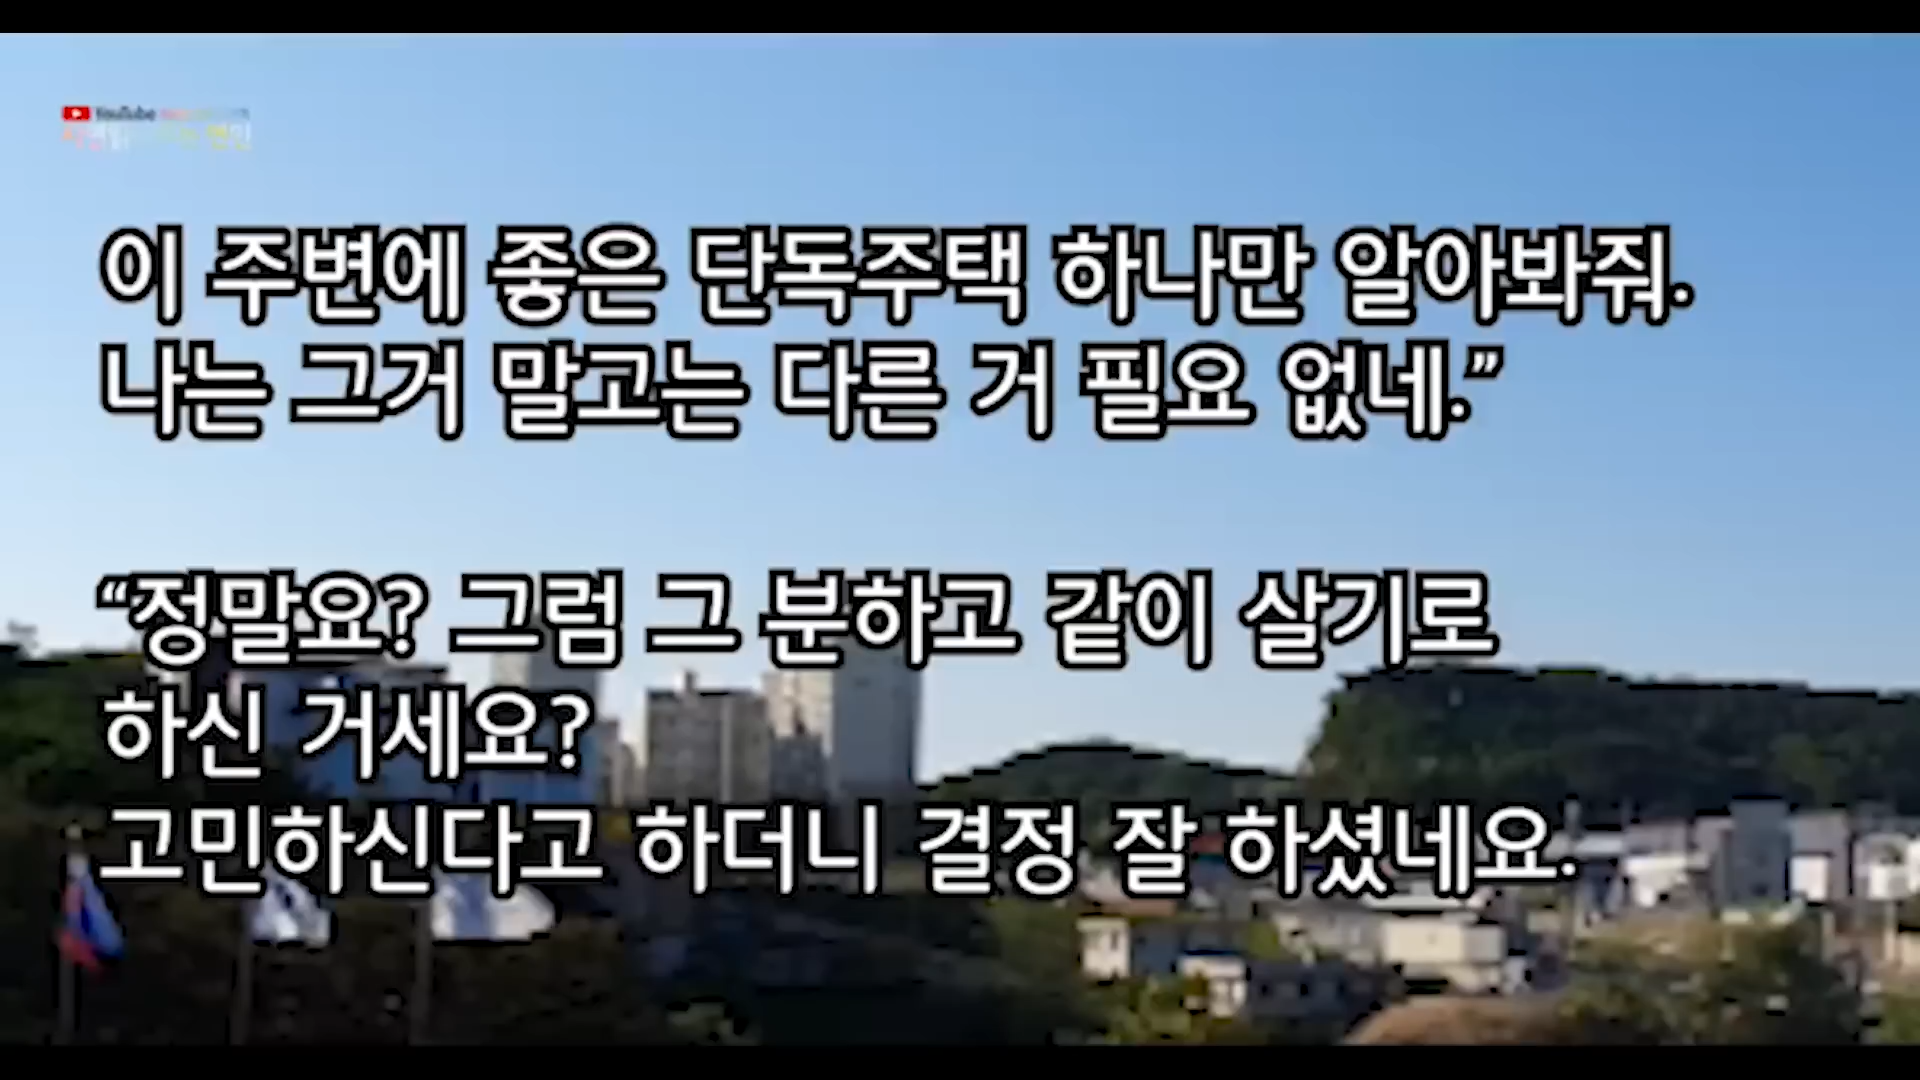 YouTube
이 주변에 좋은 단독주택 하나만 알아봐줘.
나는 그거 말고는 다른 거 필요 없네.”
“정말요? 그럼 그 분하고 같이 살기로
하신 거세요?
고민하신다고 하더니 결정 잘 하셨네요.